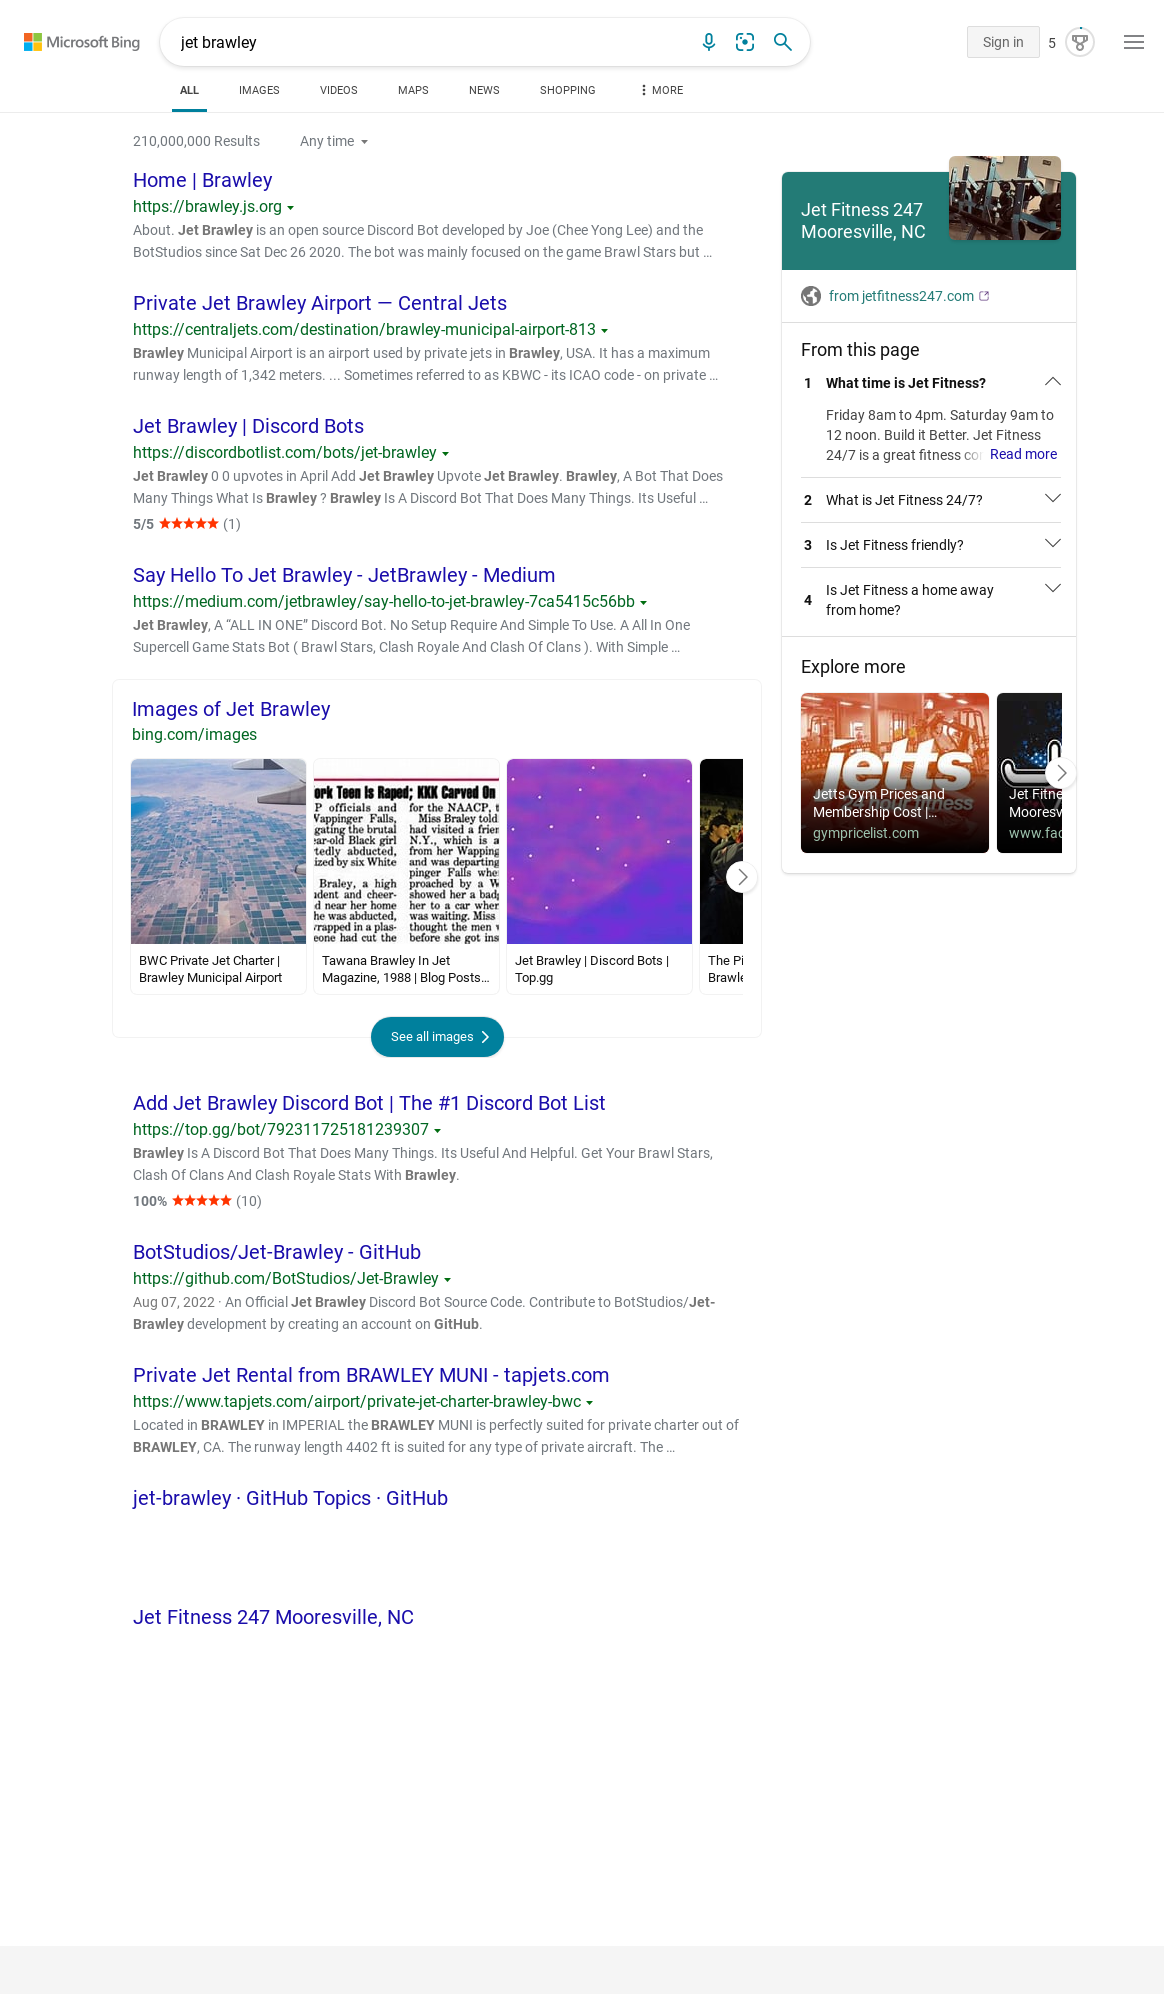 Microsoft Bing
jet brawley
Sign in
5
ALL
IMAGES
VIDEOS
MAPS
NEWS
SHOPPING
MORE
210,000,000 Results
Any time
Home | Brawley
https://brawley.js.org
About. Jet Brawley is an open source Discord Bot developed by Joe (Chee Yong Lee) and the
BotStudios since Sat Dec 26 2020. The bot was mainly focused on the game Brawl Stars but …
Private Jet Brawley Airport — Central Jets
https://centraljets.com/destination/brawley-municipal-airport-813
Brawley Municipal Airport is an airport used by private jets in Brawley, USA. It has a maximum
runway length of 1,342 meters. ... Sometimes referred to as KBWC - its ICAO code - on private …
Jet Brawley | Discord Bots
https://discordbotlist.com/bots/jet-brawley
Jet Brawley 0 0 upvotes in April Add Jet Brawley Upvote Jet Brawley. Brawley, A Bot That Does
Many Things What Is Brawley ? Brawley Is A Discord Bot That Does Many Things. Its Useful …
5/5 ★★★★★ (1)
Say Hello To Jet Brawley - JetBrawley - Medium
https://medium.com/jetbrawley/say-hello-to-jet-brawley-7ca5415c56bb
Jet Brawley, A “ALL IN ONE” Discord Bot. No Setup Require And Simple To Use. A All In One
Supercell Game Stats Bot ( Brawl Stars, Clash Royale And Clash Of Clans ). With Simple …
Images of Jet Brawley
bing.com/images
ork Teen Is Raped; KKK Carved On
P officials and
Wappinger Falls,
gating the brutal
ear-old Black girl
rtedly abducted,
ized by six White
Braley, a high
udent and cheer-
d near her home
he was abducted,
wrapped in a plas-
eone had cut the
for the NAACP, t
Miss Braley told
had visited a frien
N.Y., which is a
from her Wapping
and was departing
pinger Falls when
proached by a W
showed her a badg
her to a car when
was waiting. Miss
thought the men w
before she got ins
BWC Private Jet Charter |
Brawley Municipal Airport
Tawana Brawley In Jet
Magazine, 1988 | Blog Posts…
Jet Brawley | Discord Bots |
Top.gg
The Pi
Brawle
See all images
Add Jet Brawley Discord Bot | The #1 Discord Bot List
https://top.gg/bot/792311725181239307
Brawley Is A Discord Bot That Does Many Things. Its Useful And Helpful. Get Your Brawl Stars,
Clash Of Clans And Clash Royale Stats With Brawley.
100% ★★★★★ (10)
BotStudios/Jet-Brawley - GitHub
https://github.com/BotStudios/Jet-Brawley
Aug 07, 2022 · An Official Jet Brawley Discord Bot Source Code. Contribute to BotStudios/Jet-
Brawley development by creating an account on GitHub.
Private Jet Rental from BRAWLEY MUNI - tapjets.com
https://www.tapjets.com/airport/private-jet-charter-brawley-bwc
Located in BRAWLEY in IMPERIAL the BRAWLEY MUNI is perfectly suited for private charter out of
BRAWLEY, CA. The runway length 4402 ft is suited for any type of private aircraft. The …
jet-brawley · GitHub Topics · GitHub
Jet Fitness 247 Mooresville, NC
Jet Fitness 247
Mooresville, NC
from jetfitness247.com
From this page
1 What time is Jet Fitness?
Friday 8am to 4pm. Saturday 9am to
12 noon. Build it Better. Jet Fitness
24/7 is a great fitness co Read more
2 What is Jet Fitness 24/7?
3 Is Jet Fitness friendly?
4 Is Jet Fitness a home away
from home?
Explore more
jetts
24 hour fitness
Jetts Gym Prices and
Membership Cost |…
gympricelist.com
Jet Fitne
Mooresv
www.fac